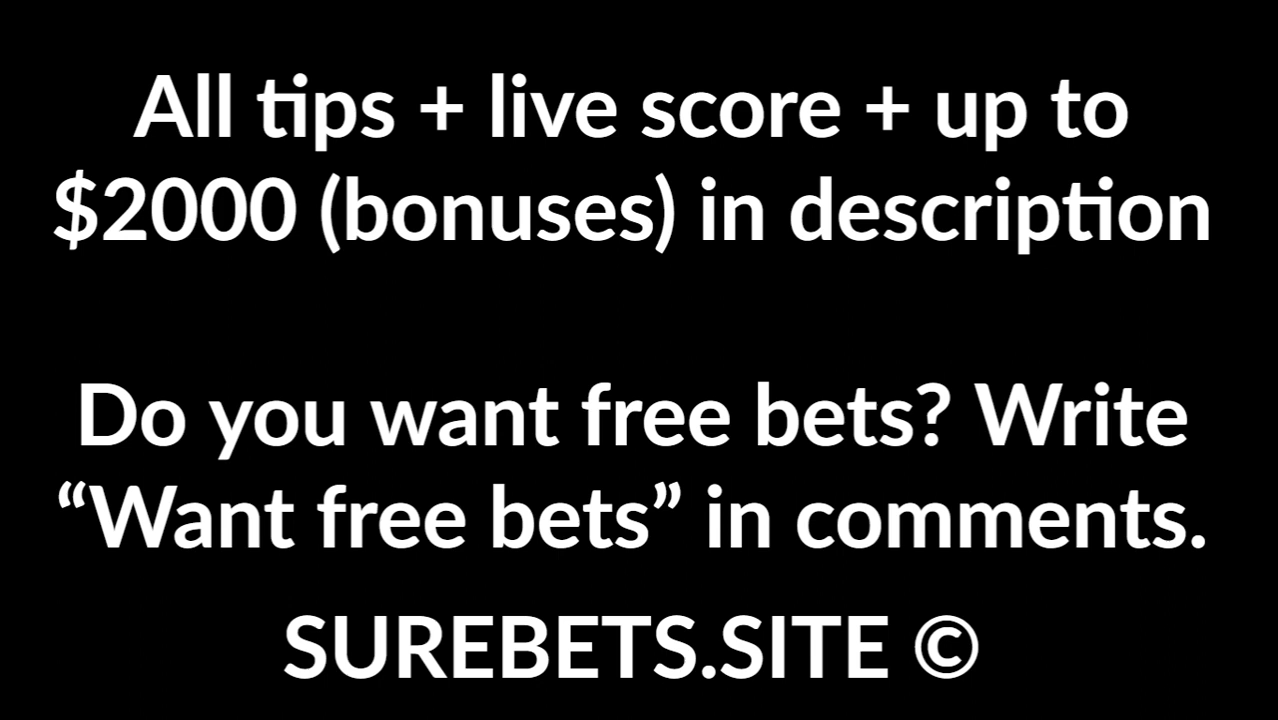 All tips + live score + up to
$2000 (bonuses) in description
Do you want free bets? Write
“Want free bets” in comments.
SUREBETS.SITE ©